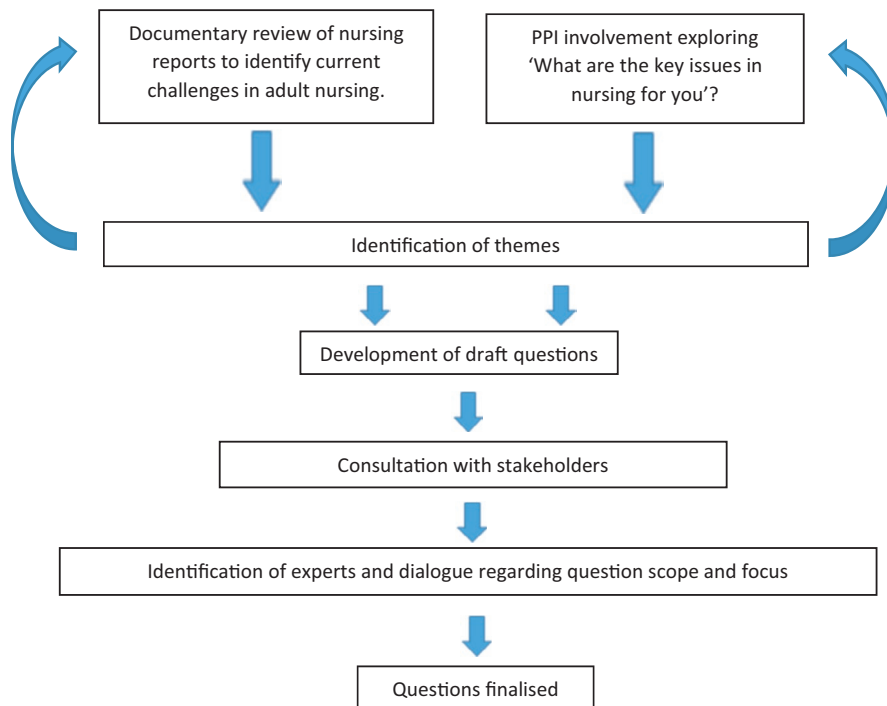 Documentary review of nursing
reports to identify current
challenges in adult nursing.
PPI involvement exploring
‘What are the key issues in
nursing for you’?
Identification of themes
Development of draft questions
Consultation with stakeholders
Identification of experts and dialogue regarding question scope and focus
Questions finalised